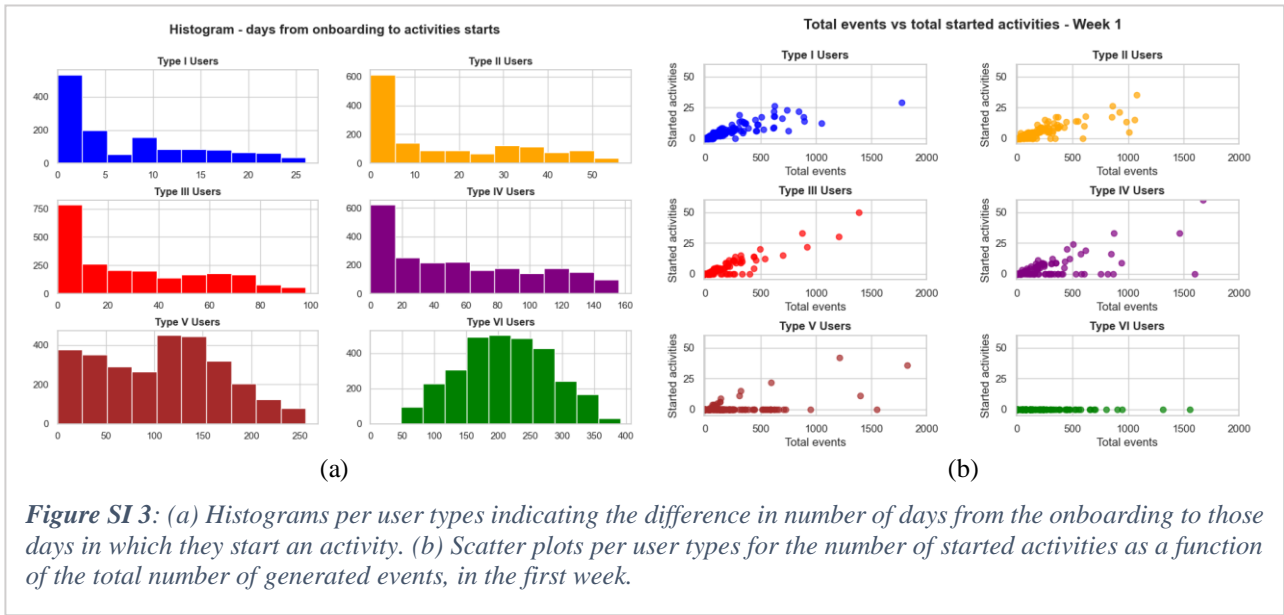 Histogram - days from onboarding to activities starts
Type I Users
Type II Users
400
200
0
0 5 10 15 20 25
600
400
200
0
0 10 20 30 40 50
Type III Users
Type IV Users
750
500
250
0
0 20 40 60 80 100
600
400
200
0
0 20 40 60 80 100 120 140 160
Type V Users
Type VI Users
400
200
0
0 50 100 150 200 250
400
200
0
0 50 100 150 200 250 300 350 400
(a)
Total events vs total started activities - Week 1
Type I Users
Type II Users
Started activities
50
25
0
0 500 1000 1500 2000
Total events
Started activities
50
25
0
0 500 1000 1500 2000
Total events
Type III Users
Type IV Users
Started activities
50
25
0
0 500 1000 1500 2000
Total events
Started activities
50
25
0
0 500 1000 1500 2000
Total events
Type V Users
Type VI Users
Started activities
50
25
0
0 500 1000 1500 2000
Total events
Started activities
50
25
0
0 500 1000 1500 2000
Total events
(b)
Figure SI 3: (a) Histograms per user types indicating the difference in number of days from the onboarding to those
days in which they start an activity. (b) Scatter plots per user types for the number of started activities as a function
of the total number of generated events, in the first week.